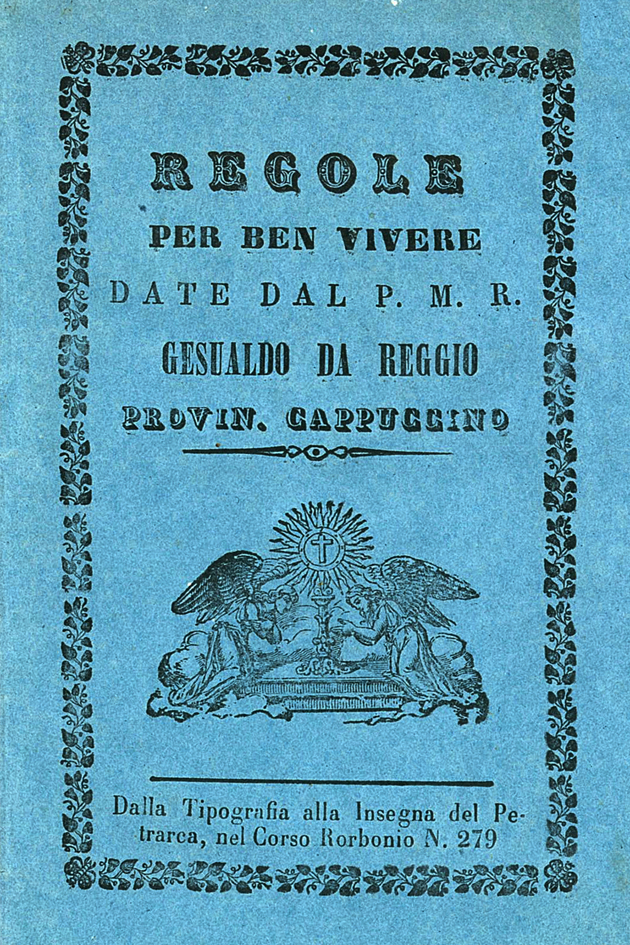 REGOLE
PER BEN VIVERE
DATE DAL P. M. R.
GESUALDO DA REGGIO
PROVIN. CAPPUCCINO
Dalla Tipografia alla Insegna del Pe-
trarca, nel Corso Rorbonio N. 279